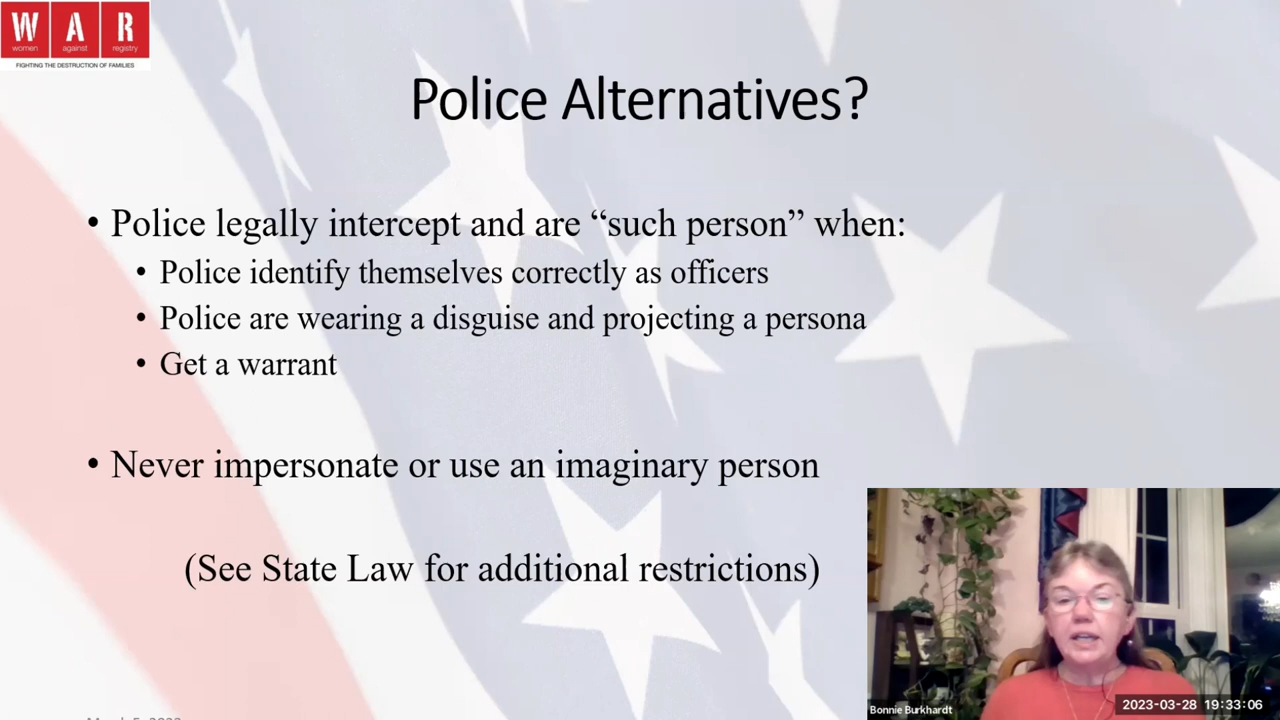 W A R
women against registry
FIGHTING THE DESTRUCTION OF FAMILIES
Police Alternatives?
• Police legally intercept and are “such person” when:
• Police identify themselves correctly as officers
• Police are wearing a disguise and projecting a persona
• Get a warrant
• Never impersonate or use an imaginary person
(See State Law for additional restrictions)
Bonnie Burkhardt
2023-03-28 19:33:06